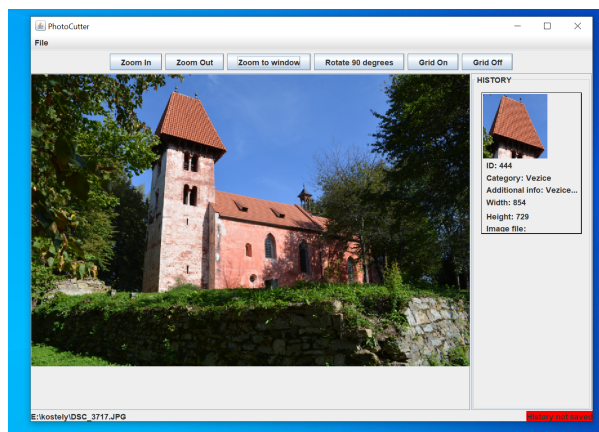 PhotoCutter
File
Zoom In Zoom Out Zoom to window Rotate 90 degrees Grid On Grid Off
HISTORY
ID: 444
Category: Vezice
Additional info: Vezice...
Width: 854
Height: 729
Image file:
E:\kostely\DSC_3717.JPG
History not saved